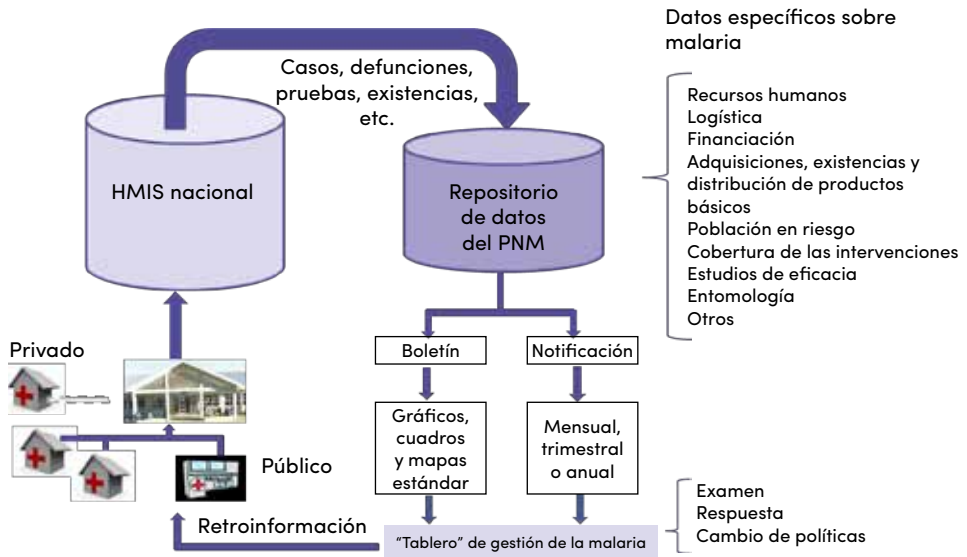 Datos específicos sobre
malaria
Casos, defunciones,
pruebas, existencias,
etc.
HMIS nacional
Repositorio
de datos
del PNM
Recursos humanos
Logística
Financiación
Adquisiciones, existencias y
distribución de productos
básicos
Población en riesgo
Cobertura de las intervenciones
Estudios de eficacia
Entomología
Otros
Privado
Boletín
Notificación
Gráficos,
cuadros
y mapas
estándar
Mensual,
trimestral
o anual
Público
Retroinformación
“Tablero” de gestión de la malaria
Examen
Respuesta
Cambio de políticas